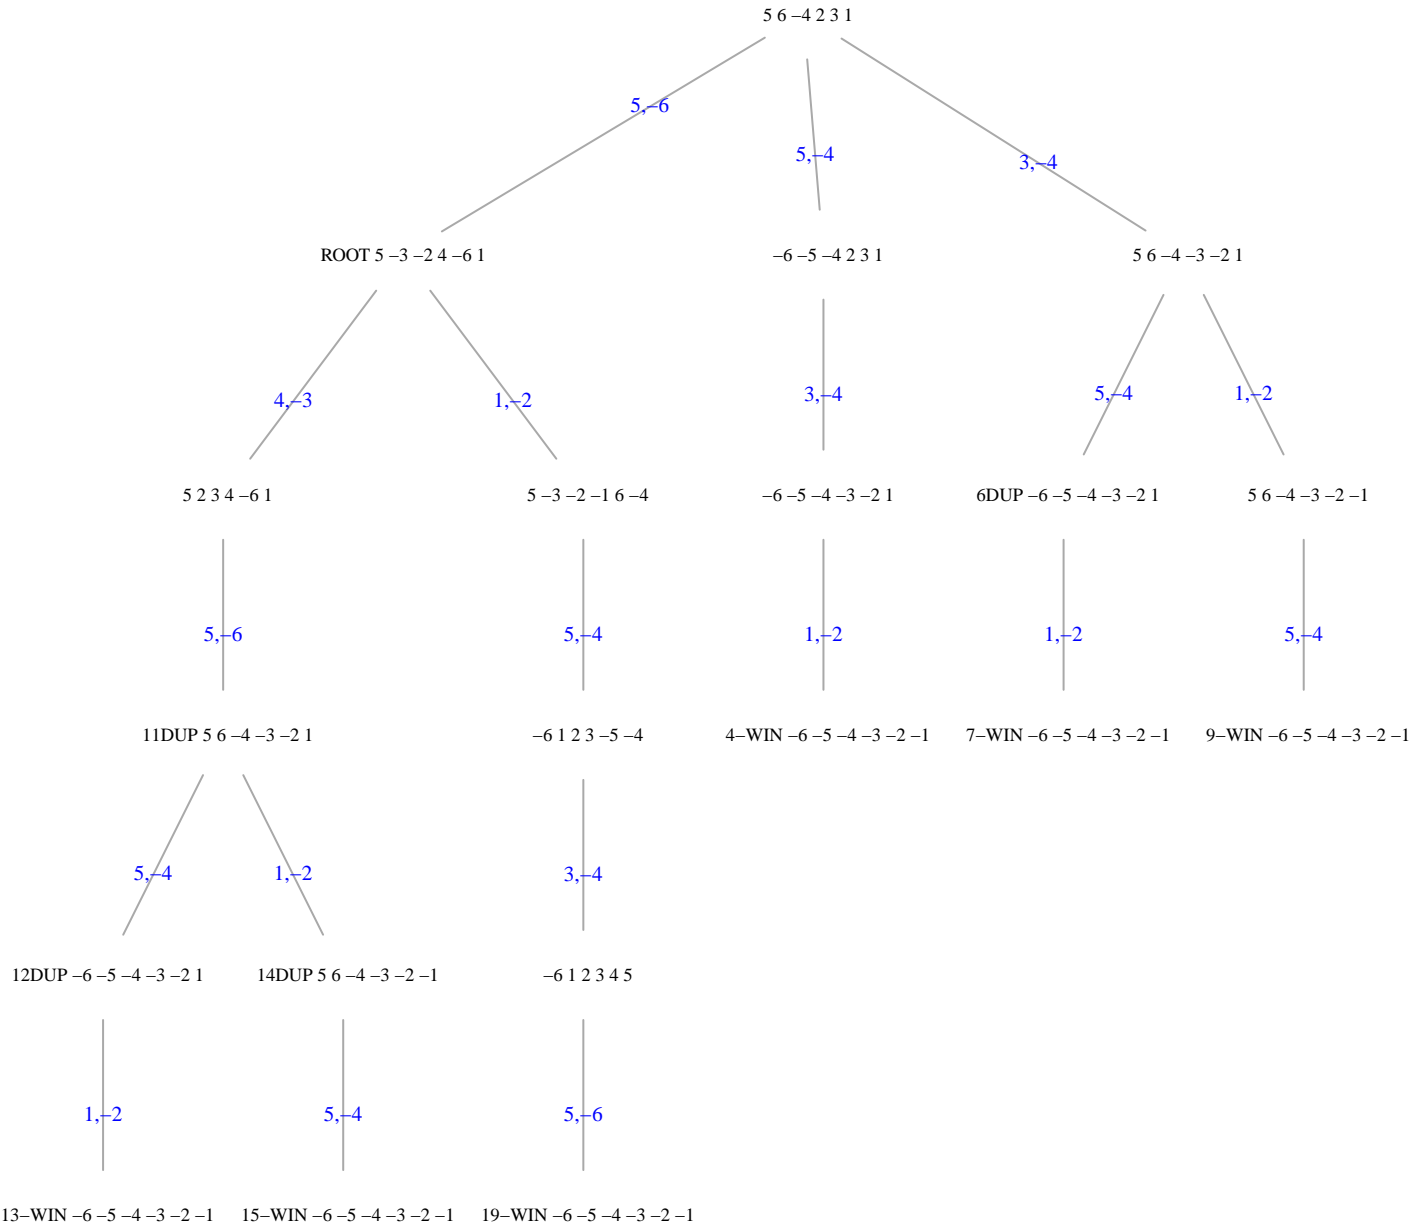 5 6 –4 2 3 1
5,–6
5,–4
3,–4
ROOT 5 –3 –2 4 –6 1
–6 –5 –4 2 3 1
5 6 –4 –3 –2 1
4,–3
1,–2
3,–4
5,–4
1,–2
5 2 3 4 –6 1
5 –3 –2 –1 6 –4
–6 –5 –4 –3 –2 1
6DUP –6 –5 –4 –3 –2 1
5 6 –4 –3 –2 –1
5,–6
5,–4
1,–2
1,–2
5,–4
11DUP 5 6 –4 –3 –2 1
–6 1 2 3 –5 –4
4–WIN –6 –5 –4 –3 –2 –1
7–WIN –6 –5 –4 –3 –2 –1
9–WIN –6 –5 –4 –3 –2 –1
5,–4
1,–2
3,–4
12DUP –6 –5 –4 –3 –2 1
14DUP 5 6 –4 –3 –2 –1
–6 1 2 3 4 5
1,–2
5,–4
5,–6
13–WIN –6 –5 –4 –3 –2 –1
15–WIN –6 –5 –4 –3 –2 –1
19–WIN –6 –5 –4 –3 –2 –1